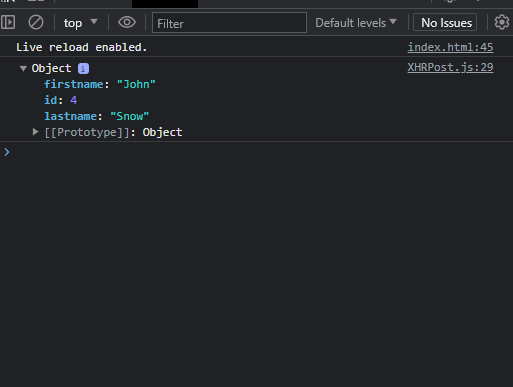 top Filter Default levels No Issues
Live reload enabled. index.html:45
Object i XHRPost.js:29
firstname: "John"
id: 4
lastname: "Snow"
[[Prototype]]: Object